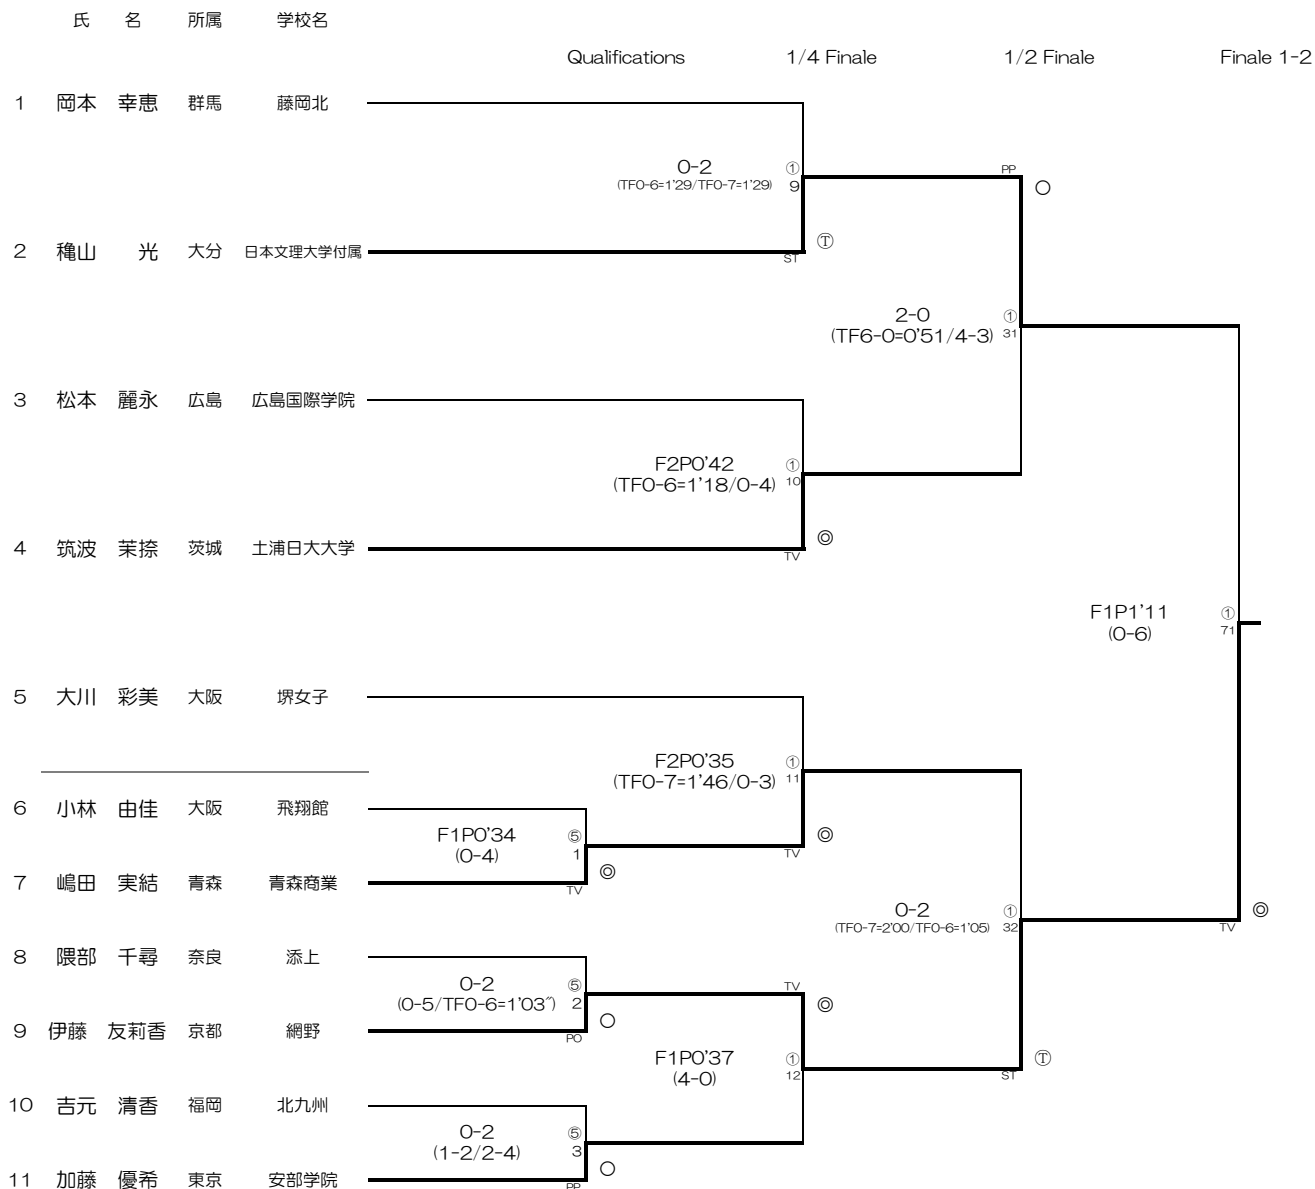 氏 名 所属 学校名
Qualifications 1/4 Finale 1/2 Finale Finale 1-2
1 岡本 幸恵 群馬 藤岡北
0-2 ① PP
(TF0-6=1'29/TF0-7=1'29) 9 ○
2 穐山 光 大分 日本文理大学付属 ST Ⓣ
2-0 ①
(TF6-0=0'51/4-3) 31
3 松本 麗永 広島 広島国際学院
F2P0'42 ①
(TF0-6=1'18/0-4) 10
4 筑波 茉捺 茨城 土浦日大大学 TV ◎
F1P1'11 ①
(0-6) 71
5 大川 彩美 大阪 堺女子
F2P0'35 ①
(TF0-7=1'46/0-3) 11
6 小林 由佳 大阪 飛翔館
F1P0'34 ⑤ ◎
(0-4) 1 TV
7 嶋田 実結 青森 青森商業 TV ◎
0-2 ① ◎
(TF0-7=2'00/TF0-6=1'05) 32 TV
8 隈部 千尋 奈良 添上
0-2 ⑤ TV
(0-5/TF0-6=1'03") 2 ◎
9 伊藤 友莉香 京都 網野 PO ○
F1P0'37 ① Ⓣ
(4-0) 12 ST
10 吉元 清香 福岡 北九州
0-2 ⑤
(1-2/2-4) 3
11 加藤 優希 東京 安部学院 PP ○